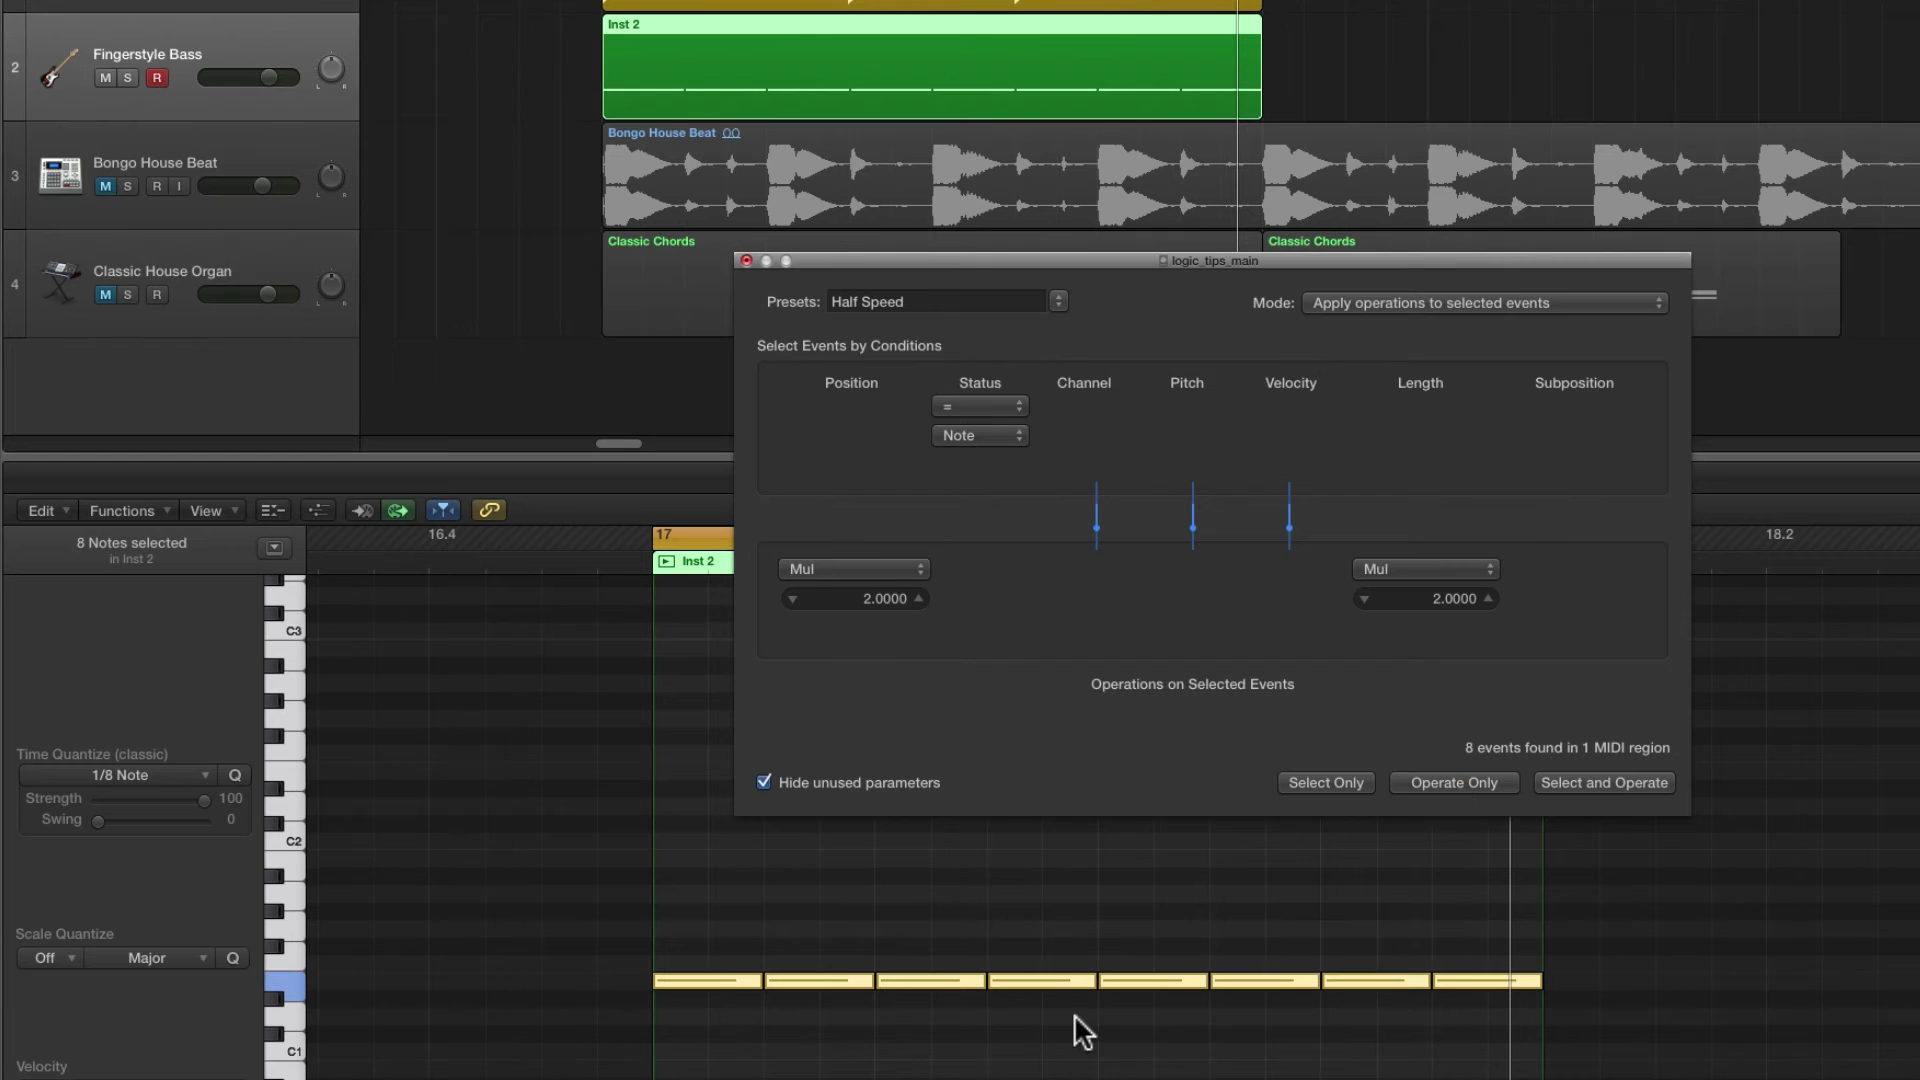 Inst 2
2
Fingerstyle Bass
M S R
L R
Bongo House Beat
3
Bongo House Beat
M S R I
L R
Classic Chords
Classic Chords
4
Classic House Organ
M S R
L R
logic_tips_main
Presets: Half Speed
Mode: Apply operations to selected events
Select Events by Conditions
Position Status Channel Pitch Velocity Length Subposition
=
Note
Mul
2.0000
Mul
2.0000
Operations on Selected Events
8 events found in 1 MIDI region
Hide unused parameters
Select Only
Operate Only
Select and Operate
Edit Functions View
8 Notes selected
in Inst 2
16.4
17
18.2
Inst 2
C3
Time Quantize (classic)
1/8 Note Q
Strength 100
Swing 0
C2
Scale Quantize
Off Major Q
C1
Velocity